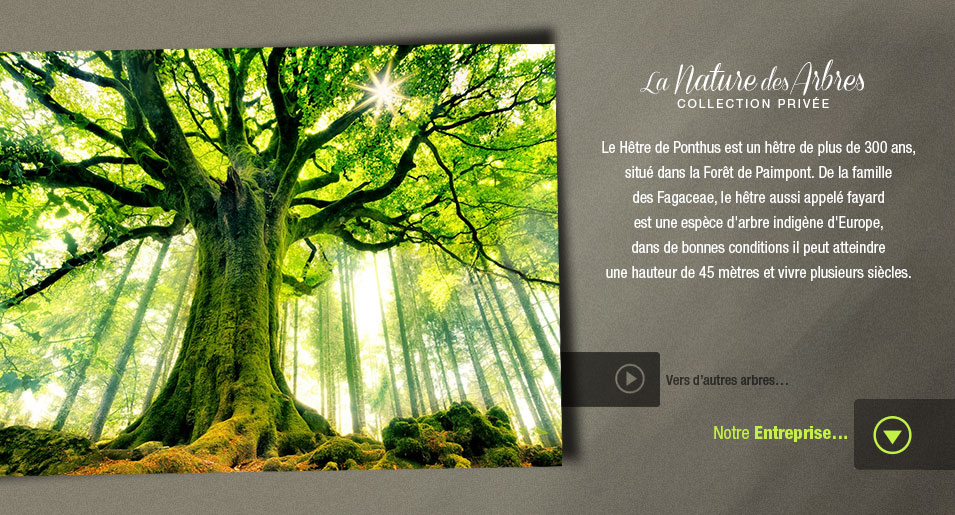 La Nature des Arbres
COLLECTION PRIVÉE
Le Hêtre de Ponthus est un hêtre de plus de 300 ans,
situé dans la Forêt de Paimpont. De la famille
des Fagaceae, le hêtre aussi appelé fayard
est une espèce d'arbre indigène d'Europe,
dans de bonnes conditions il peut atteindre
une hauteur de 45 mètres et vivre plusieurs siècles.
Vers d'autres arbres...
Notre Entreprise...